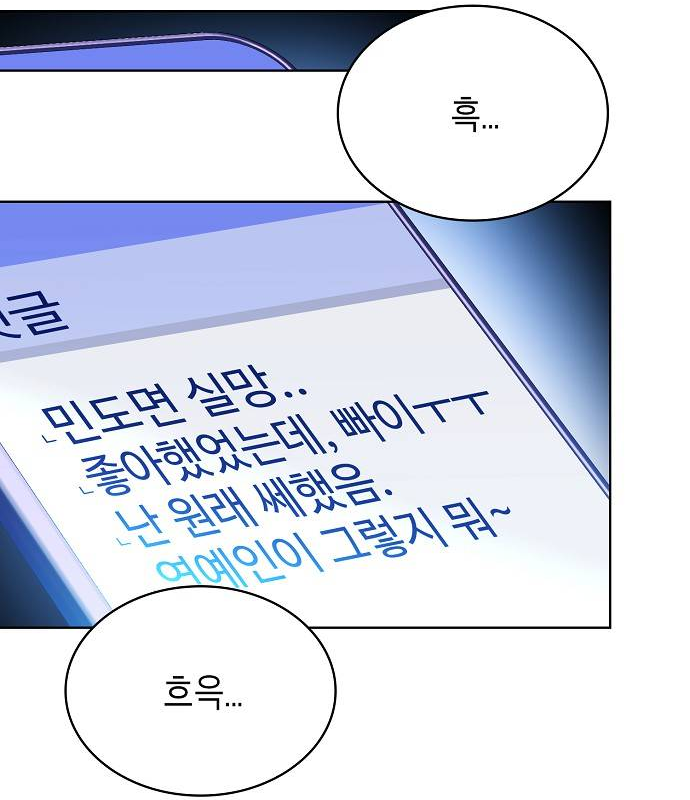 흑...
댓글
민도면 실망..
ㄴ좋아했었는데, 빠이ㅜㅜ
ㄴ난 원래 쎄했음.
ㄴ연예인이 그렇지 뭐~
흐윽...